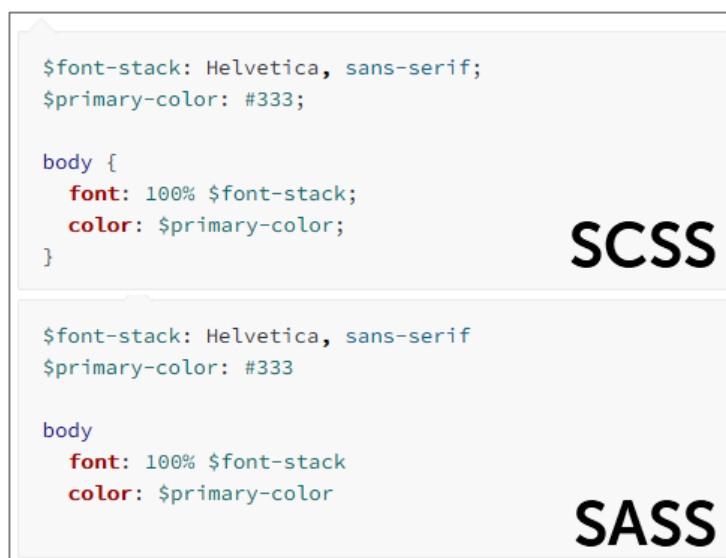 $font-stack: Helvetica, sans-serif;
$primary-color: #333;
body {
font: 100% $font-stack;
color: $primary-color;
}
SCSS
$font-stack: Helvetica, sans-serif
$primary-color: #333
body
font: 100% $font-stack
color: $primary-color
SASS